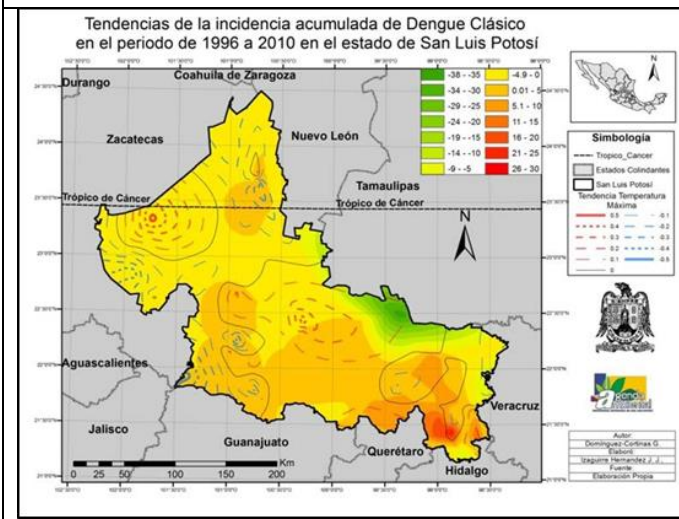 Tendencias de la incidencia acumulada de Dengue Clásico
en el periodo de 1996 a 2010 en el estado de San Luis Potosí
Durango
Coahuila de Zaragoza
Zacatecas
Nuevo León
Tamaulipas
Trópico de Cáncer
Trópico de Cáncer
Aguascalientes
Jalisco
Guanajuato
Querétaro
Hidalgo
Veracruz
N
-38 - -35
-34 - -30
-29 - -25
-24 - -20
-19 - -15
-14 - -10
-9 - -5
-4.9 - 0
0.01 - 5
5.1 - 10
11 - 15
16 - 20
21 - 25
26 - 30
0 25 50 100 150 200
Km
N
Simbología
Tropico_Cancer
Estados Colindantes
San Luis Potosí
Tendencia Temperatura
Máxima
0.5 -0.1
0.4 -0.2
0.3 -0.3
0.2 -0.4
0.1 -0.5
0
Autor:
Domínguez-Cortinas G.
Elaboró:
Izaguirre Hernandez J. J.
Fuente:
Elaboración Propia